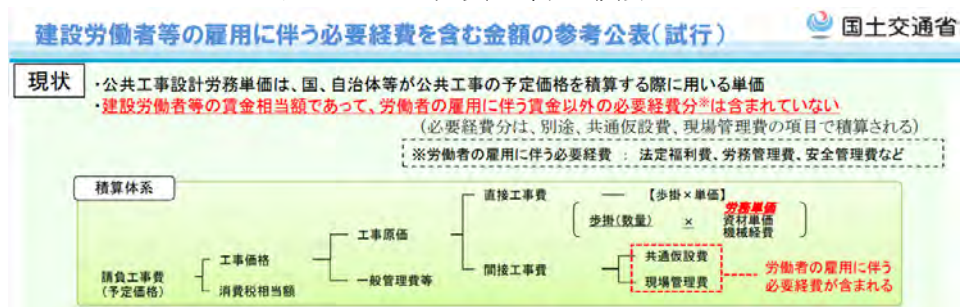 建設労働者等の雇用に伴う必要経費を含む金額の参考公表(試行)
国土交通省
現状
・公共工事設計労務単価は、国、自治体等が公共工事の予定価格を積算する際に用いる単価
・建設労働者等の賃金相当額であって、労働者の雇用に伴う賃金以外の必要経費分※は含まれていない
(必要経費分は、別途、共通仮設費、現場管理費の項目で積算される)
※労働者の雇用に伴う必要経費 : 法定福利費、労務管理費、安全管理費など
積算体系
直接工事費 ― 【歩掛×単価】
労務単価
歩掛(数量) × 資材単価
機械経費
工事原価
工事価格
共通仮設費
間接工事費
一般管理費等
労働者の雇用に伴う
請負工事費
(予定価格)
消費税相当額
現場管理費
必要経費が含まれる